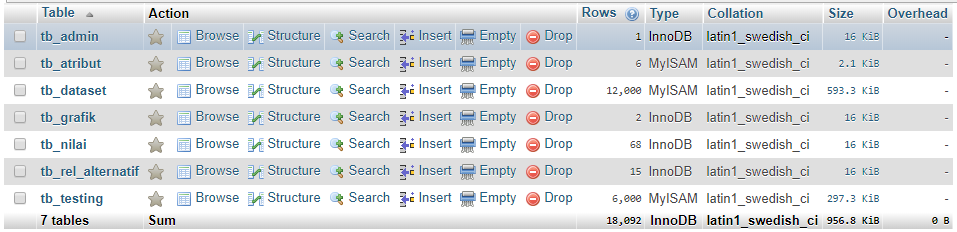 Table Action Rows Type Collation Size Overhead
tb_admin Browse Structure Search Insert Empty Drop 1 InnoDB latin1_swedish_ci 16 KiB -
tb_atribut Browse Structure Search Insert Empty Drop 6 MyISAM latin1_swedish_ci 2.1 KiB -
tb_dataset Browse Structure Search Insert Empty Drop 12,000 MyISAM latin1_swedish_ci 593.3 KiB -
tb_grafik Browse Structure Search Insert Empty Drop 2 InnoDB latin1_swedish_ci 16 KiB -
tb_nilai Browse Structure Search Insert Empty Drop 68 InnoDB latin1_swedish_ci 16 KiB -
tb_rel_alternatif Browse Structure Search Insert Empty Drop 15 InnoDB latin1_swedish_ci 16 KiB -
tb_testing Browse Structure Search Insert Empty Drop 6,000 MyISAM latin1_swedish_ci 297.3 KiB -
7 tables Sum 18,092 InnoDB latin1_swedish_ci 956.8 KiB 0 B